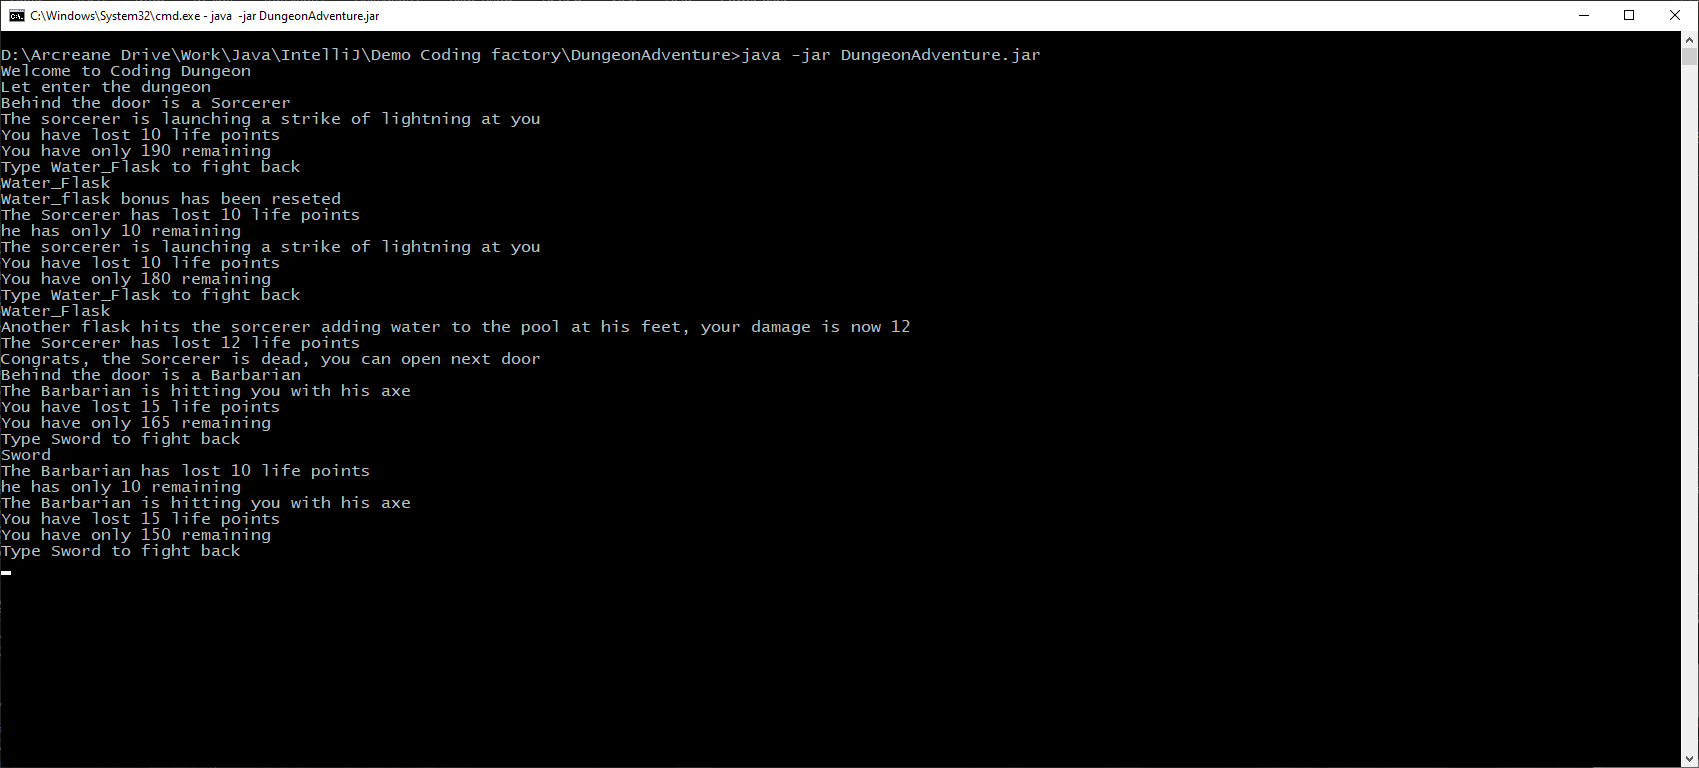 C:\Windows\System32\cmd.exe - java  -jar DungeonAdventure.jar
D:\Arcreane Drive\Work\Java\IntelliJ\Demo Coding factory\DungeonAdventure>java -jar DungeonAdventure.jar
Welcome to Coding Dungeon
Let enter the dungeon
Behind the door is a Sorcerer
The sorcerer is launching a strike of lightning at you
You have lost 10 life points
You have only 190 remaining
Type Water_Flask to fight back
Water_Flask
Water_flask bonus has been reseted
The Sorcerer has lost 10 life points
he has only 10 remaining
The sorcerer is launching a strike of lightning at you
You have lost 10 life points
You have only 180 remaining
Type Water_Flask to fight back
Water_Flask
Another flask hits the sorcerer adding water to the pool at his feet, your damage is now 12
The Sorcerer has lost 12 life points
Congrats, the Sorcerer is dead, you can open next door
Behind the door is a Barbarian
The Barbarian is hitting you with his axe
You have lost 15 life points
You have only 165 remaining
Type Sword to fight back
Sword
The Barbarian has lost 10 life points
he has only 10 remaining
The Barbarian is hitting you with his axe
You have lost 15 life points
You have only 150 remaining
Type Sword to fight back